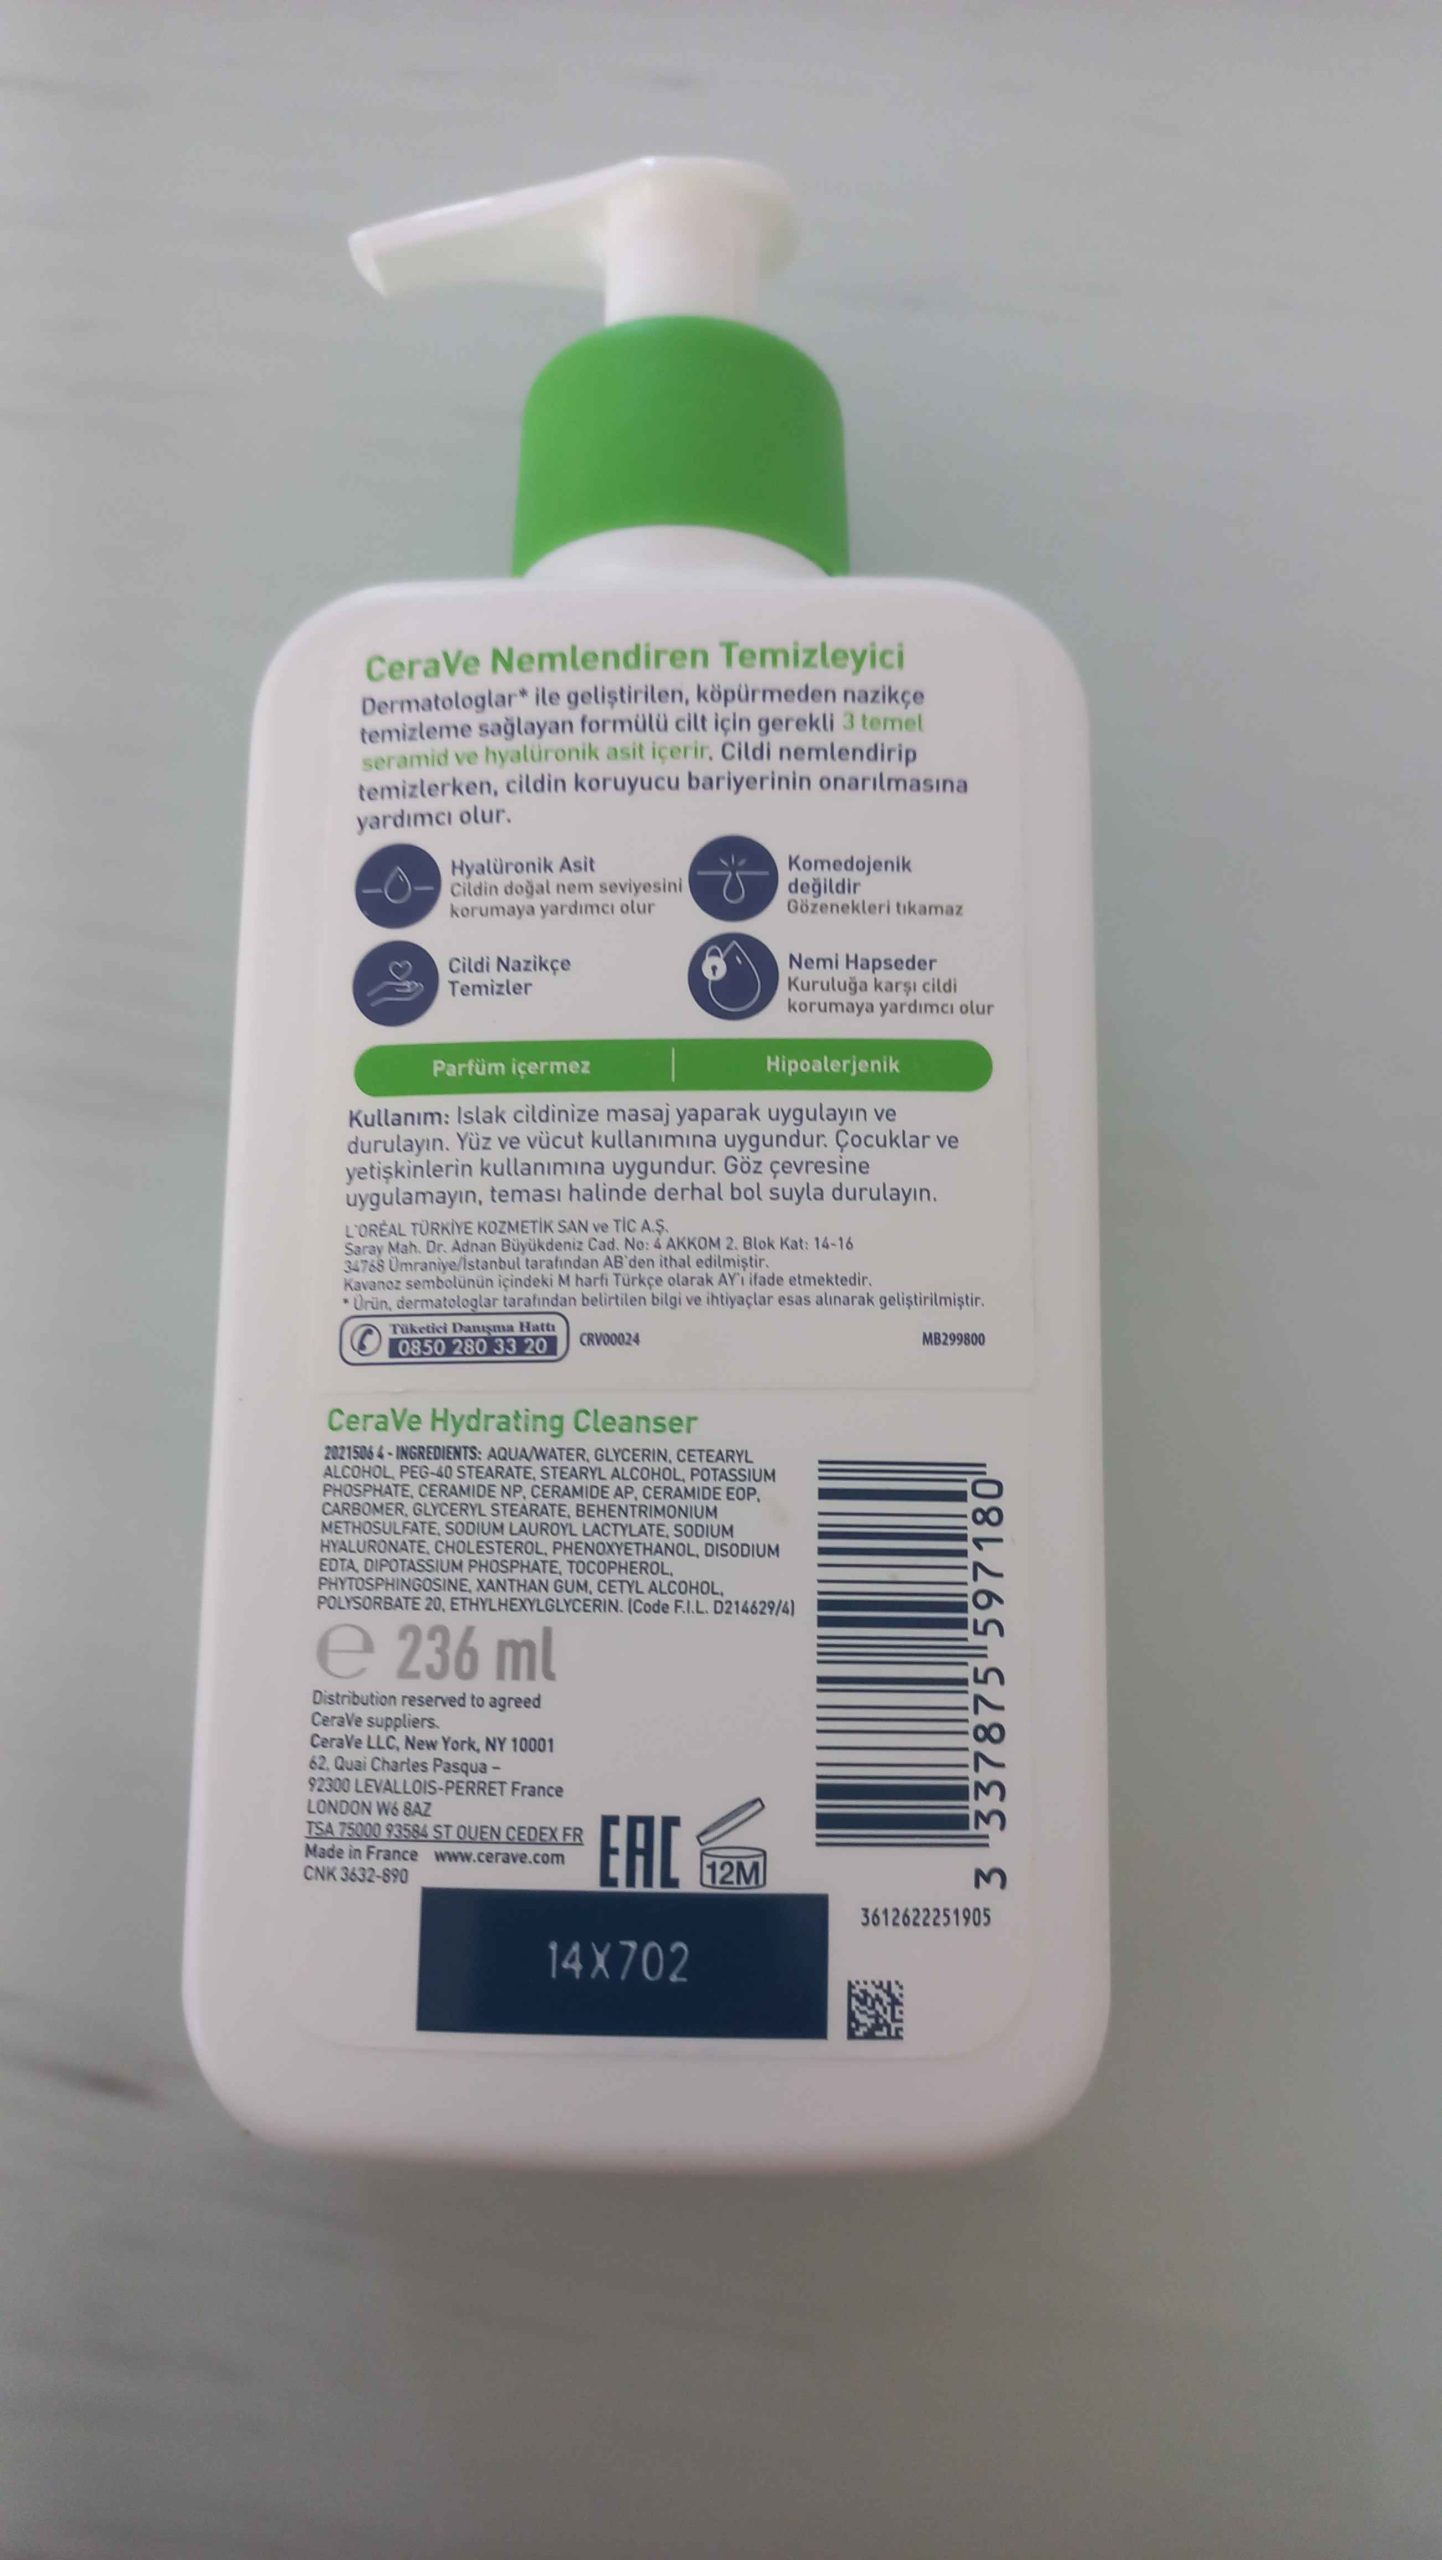 CeraVe Nemlendiren Temizleyici
Dermatologlar* ile geliştirilen, köpürmeden nazikçe
temizleme sağlayan formülü cilt için gerekli 3 temel
seramid ve hyalüronik asit içerir. Cildi nemlendirip
temizlerken, cildin koruyucu bariyerinin onarılmasına
yardımcı olur.
Hyalüronik Asit
Cildin doğal nem seviyesini
korumaya yardımcı olur
Komedojenik
değildir
Gözenekleri tıkamaz
Cildi Nazikçe
Temizler
Nemi Hapseder
Kuruluğa karşı cildi
korumaya yardımcı olur
Parfüm içermez | Hipoalerjenik
Kullanım: Islak cildinize masaj yaparak uygulayın ve
durulayın. Yüz ve vücut kullanımına uygundur. Çocuklar ve
yetişkinlerin kullanımına uygundur. Göz çevresine
uygulamayın, teması halinde derhal bol suyla durulayın.
L'ORÉAL TÜRKİYE KOZMETİK SAN ve TİC A.Ş.
Saray Mah. Dr. Adnan Büyükdeniz Cad. No: 4 AKKOM 2. Blok Kat: 14-16
34768 Ümraniye/İstanbul tarafından AB'den ithal edilmiştir.
Kavanoz sembolünün içindeki M harfi Türkçe olarak AY'ı ifade etmektedir.
* Ürün, dermatologlar tarafından belirtilen bilgi ve ihtiyaçlar esas alınarak geliştirilmiştir.
Tüketici Danışma Hattı
0850 280 33 20
CRV00024
MB299800
CeraVe Hydrating Cleanser
2021506 4 - INGREDIENTS: AQUA/WATER, GLYCERIN, CETEARYL
ALCOHOL, PEG-40 STEARATE, STEARYL ALCOHOL, POTASSIUM
PHOSPHATE, CERAMIDE NP, CERAMIDE AP, CERAMIDE EOP,
CARBOMER, GLYCERYL STEARATE, BEHENTRIMONIUM
METHOSULFATE, SODIUM LAUROYL LACTYLATE, SODIUM
HYALURONATE, CHOLESTEROL, PHENOXYETHANOL, DISODIUM
EDTA, DIPOTASSIUM PHOSPHATE, TOCOPHEROL,
PHYTOSPHINGOSINE, XANTHAN GUM, CETYL ALCOHOL,
POLYSORBATE 20, ETHYLHEXYLGLYCERIN. (Code F.I.L. D214629/4)
e 236 ml
Distribution reserved to agreed
CeraVe suppliers.
CeraVe LLC, New York, NY 10001
62, Quai Charles Pasqua –
92300 LEVALLOIS-PERRET France
LONDON W6 8AZ
TSA 75000 93584 ST OUEN CEDEX FR
Made in France www.cerave.com
CNK 3632-890
EAC
12M
3 337875 597180
3612622251905
14X702